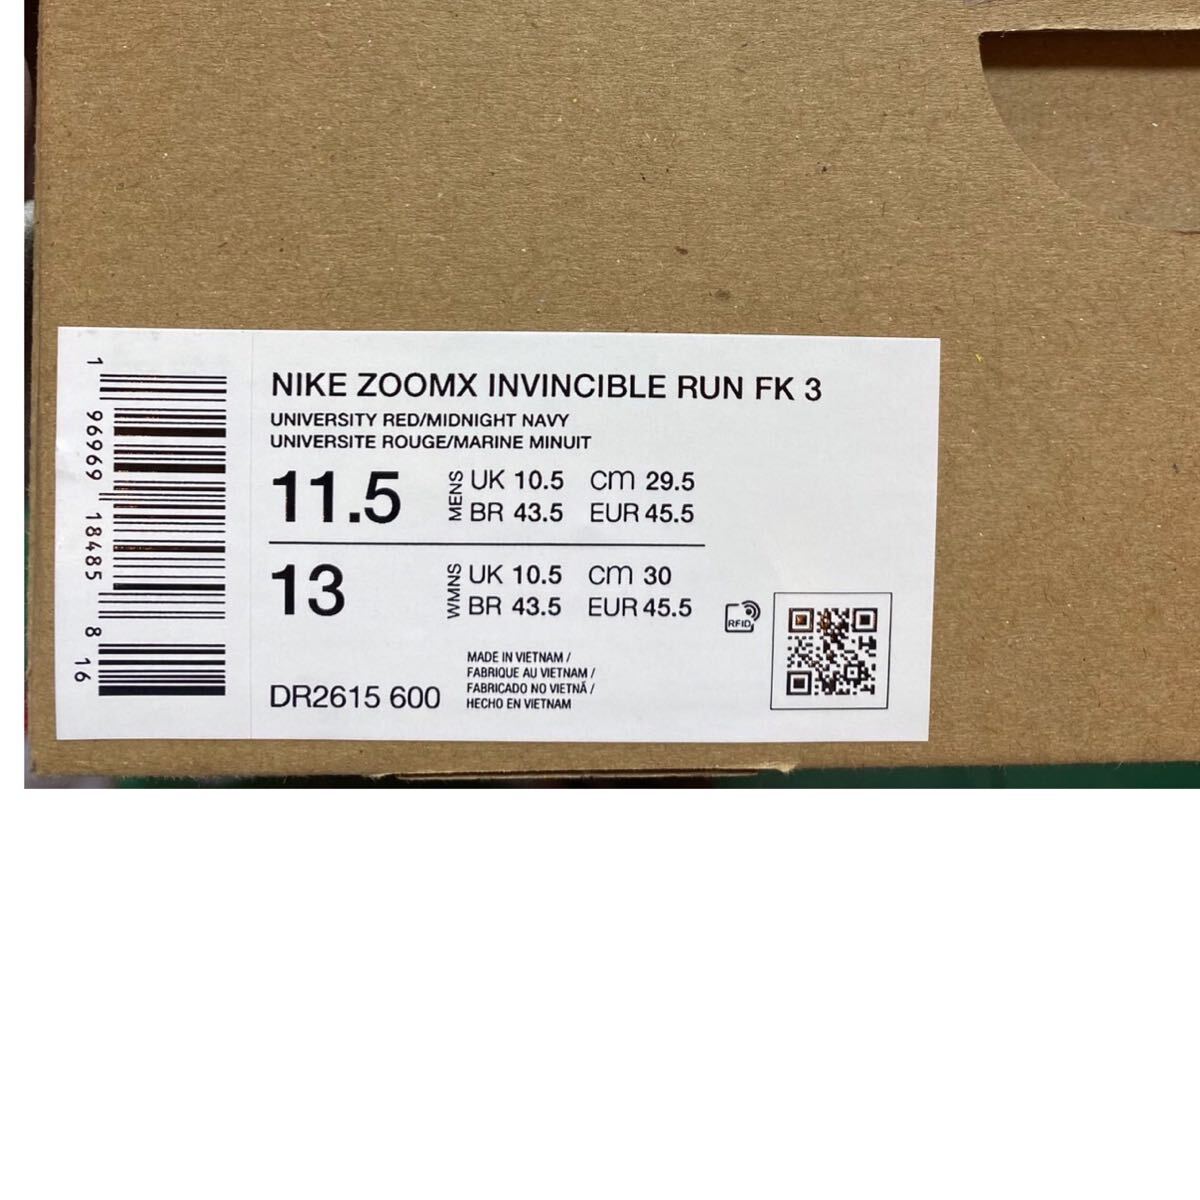 NIKE ZOOMX INVINCIBLE RUN FK 3
UNIVERSITY RED/MIDNIGHT NAVY
UNIVERSITE ROUGE/MARINE MINUIT
11.5 MENS UK 10.5 cm 29.5
BR 43.5 EUR 45.5
13 WMNS UK 10.5 cm 30
BR 43.5 EUR 45.5
RFID
MADE IN VIETNAM /
FABRIQUE AU VIETNAM /
FABRICADO NO VIETNÃ /
HECHO EN VIETNAM
DR2615 600
1 96969 18485 8 16